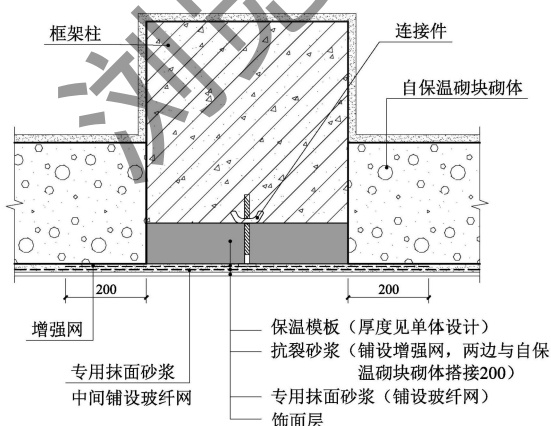 框架柱
连接件
自保温砌块砌体
200
200
增强网
专用抹面砂浆
中间铺设玻纤网
保温模板（厚度见单体设计）
抗裂砂浆（铺设增强网，两边与自保
温砌块砌体搭接200）
专用抹面砂浆（铺设玻纤网）
饰面层